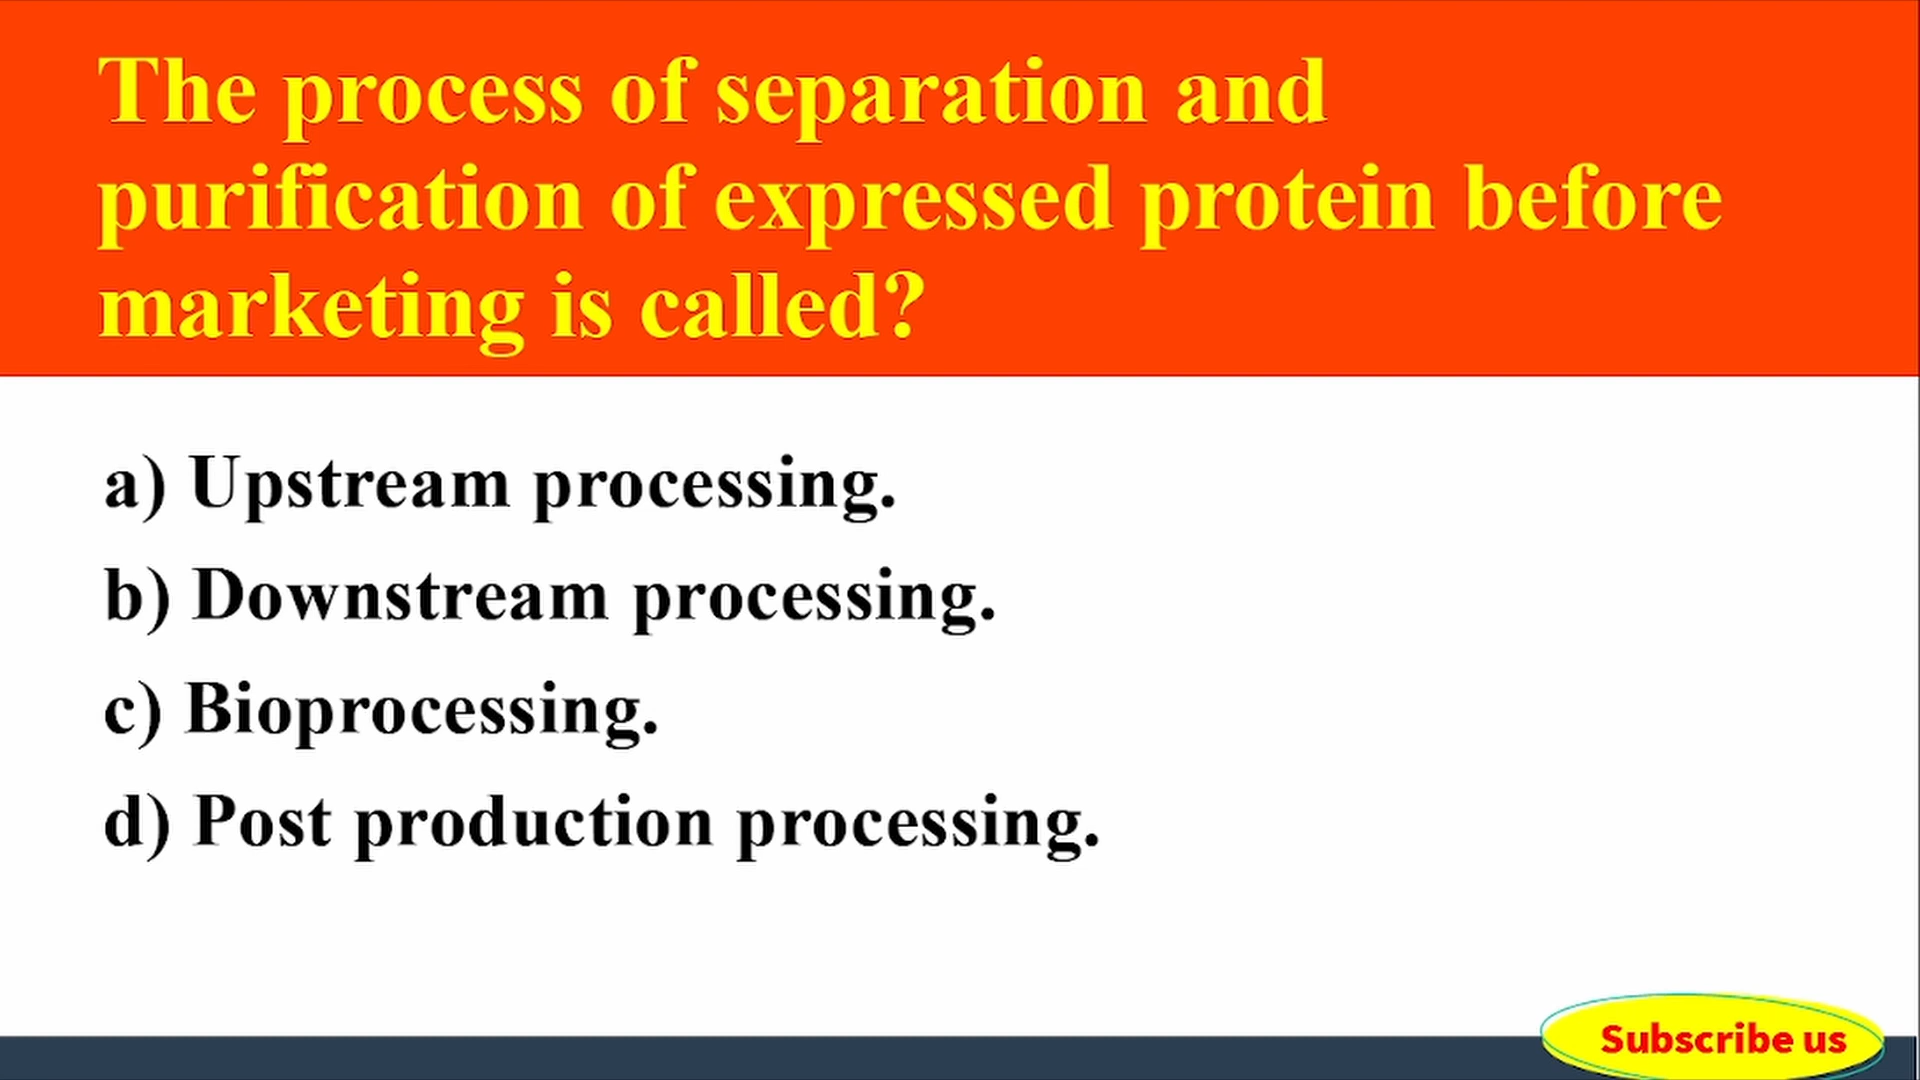 The process of separation and
purification of expressed protein before
marketing is called?
a) Upstream processing.
b) Downstream processing.
c) Bioprocessing.
d) Post production processing.
Subscribe us